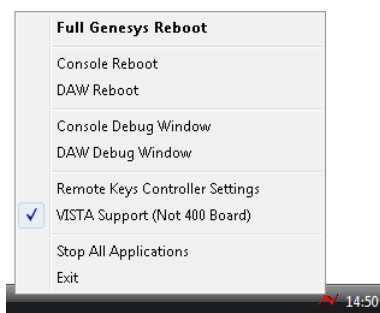 Full Genesys Reboot
Console Reboot
DAW Reboot
Console Debug Window
DAW Debug Window
Remote Keys Controller Settings
VISTA Support (Not 400 Board)
Stop All Applications
Exit
14:50